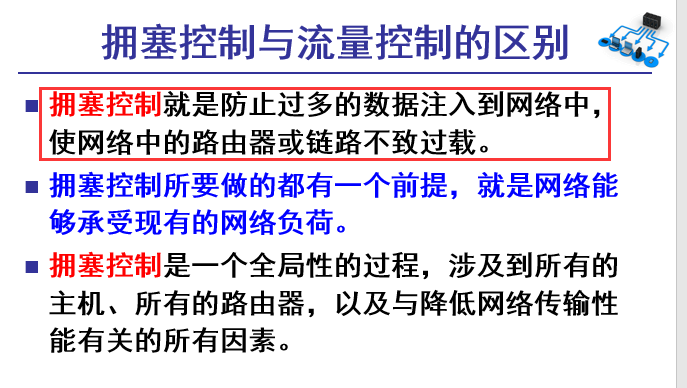 拥塞控制与流量控制的区别
拥塞控制就是防止过多的数据注入到网络中，
使网络中的路由器或链路不致过载。
拥塞控制所要做的都有一个前提，就是网络能
够承受现有的网络负荷。
拥塞控制是一个全局性的过程，涉及到所有的
主机、所有的路由器，以及与降低网络传输性
能有关的所有因素。